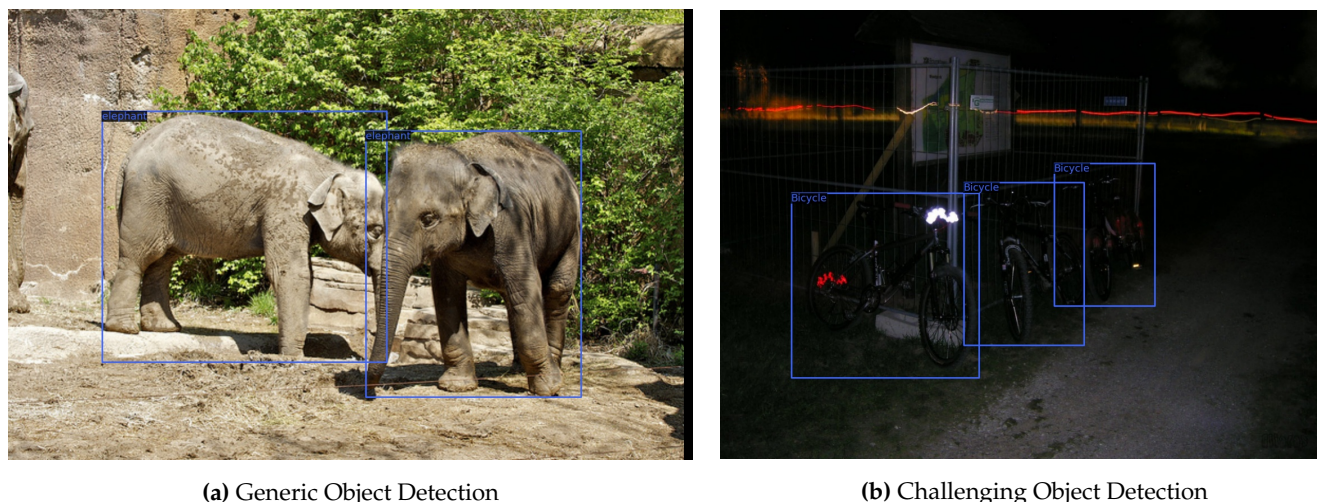 elephant
elephant
Bicycle
Bicycle
Bicycle
(a) Generic Object Detection
(b) Challenging Object Detection